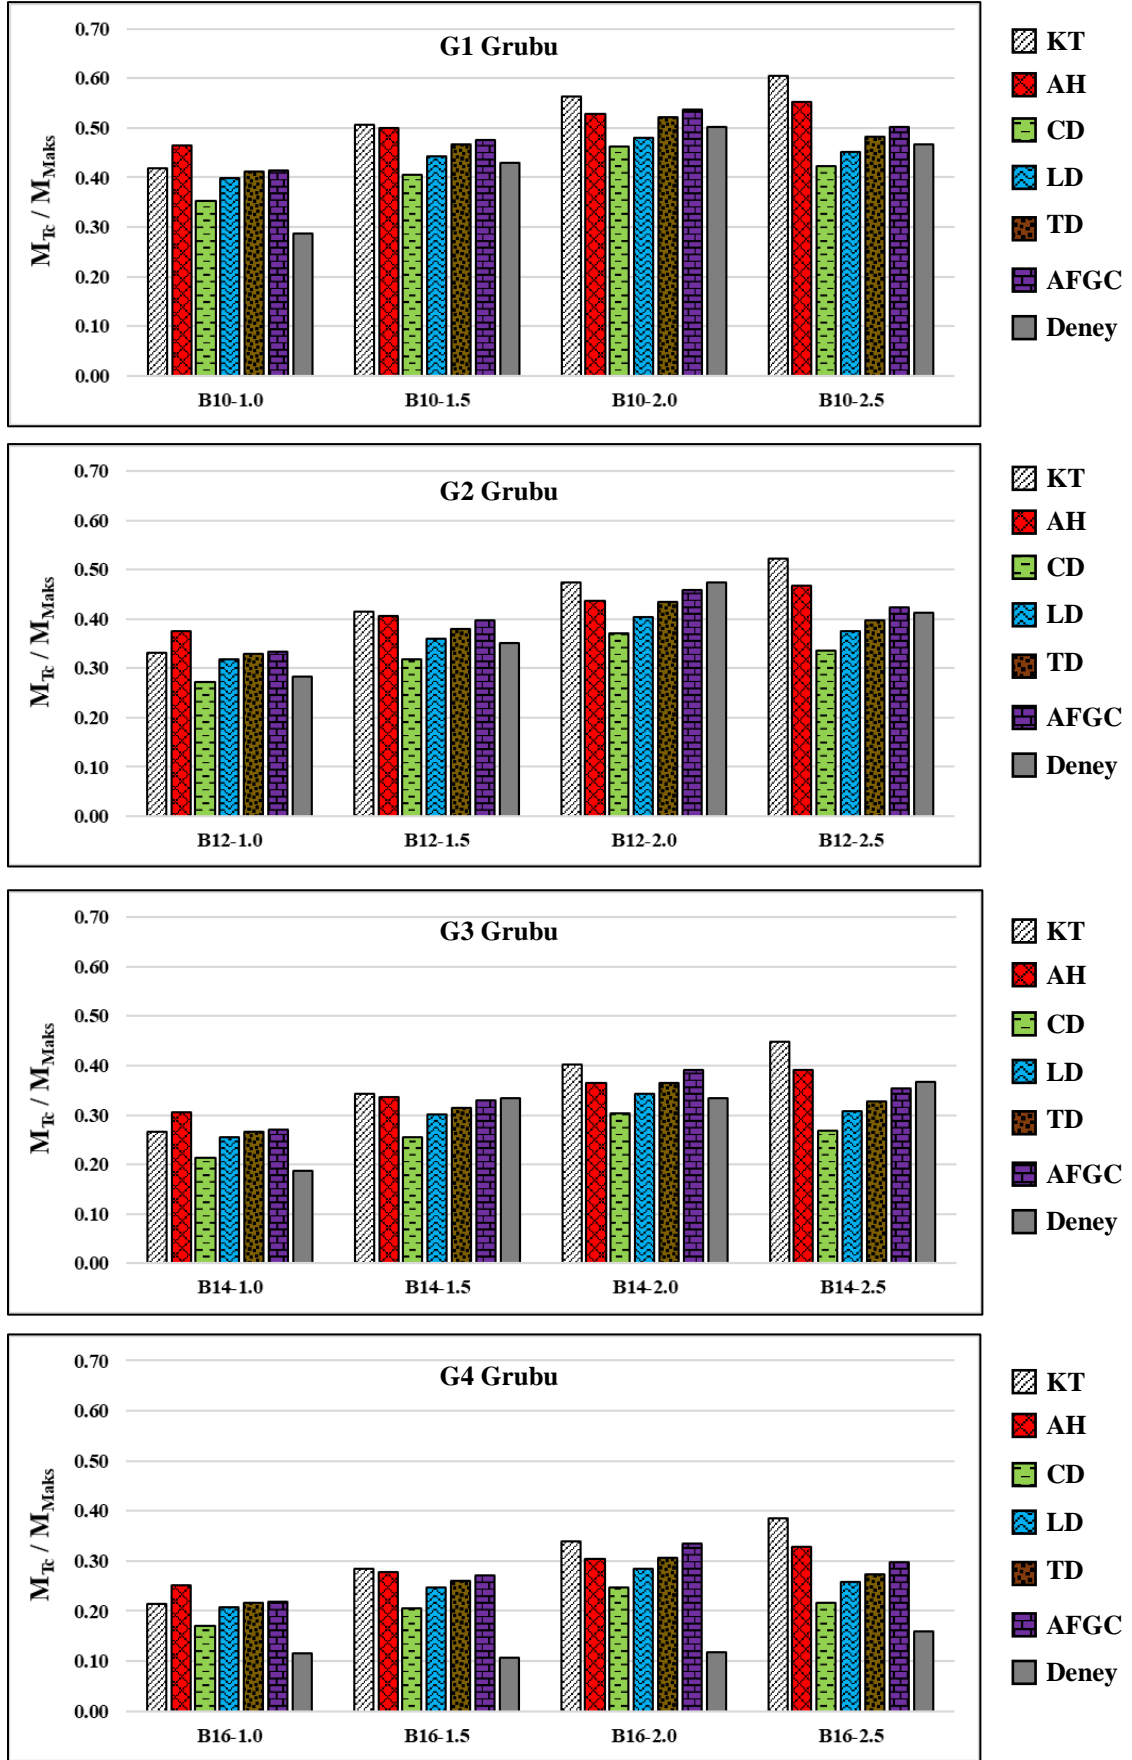 G1 Grubu
M_Tc / M_Maks
0.70
0.60
0.50
0.40
0.30
0.20
0.10
0.00
B10-1.0 B10-1.5 B10-2.0 B10-2.5
KT
AH
CD
LD
TD
AFGC
Deney
G2 Grubu
M_Tc / M_Maks
0.70
0.60
0.50
0.40
0.30
0.20
0.10
0.00
B12-1.0 B12-1.5 B12-2.0 B12-2.5
KT
AH
CD
LD
TD
AFGC
Deney
G3 Grubu
M_Tc / M_Maks
0.70
0.60
0.50
0.40
0.30
0.20
0.10
0.00
B14-1.0 B14-1.5 B14-2.0 B14-2.5
KT
AH
CD
LD
TD
AFGC
Deney
G4 Grubu
M_Tc / M_Maks
0.70
0.60
0.50
0.40
0.30
0.20
0.10
0.00
B16-1.0 B16-1.5 B16-2.0 B16-2.5
KT
AH
CD
LD
TD
AFGC
Deney